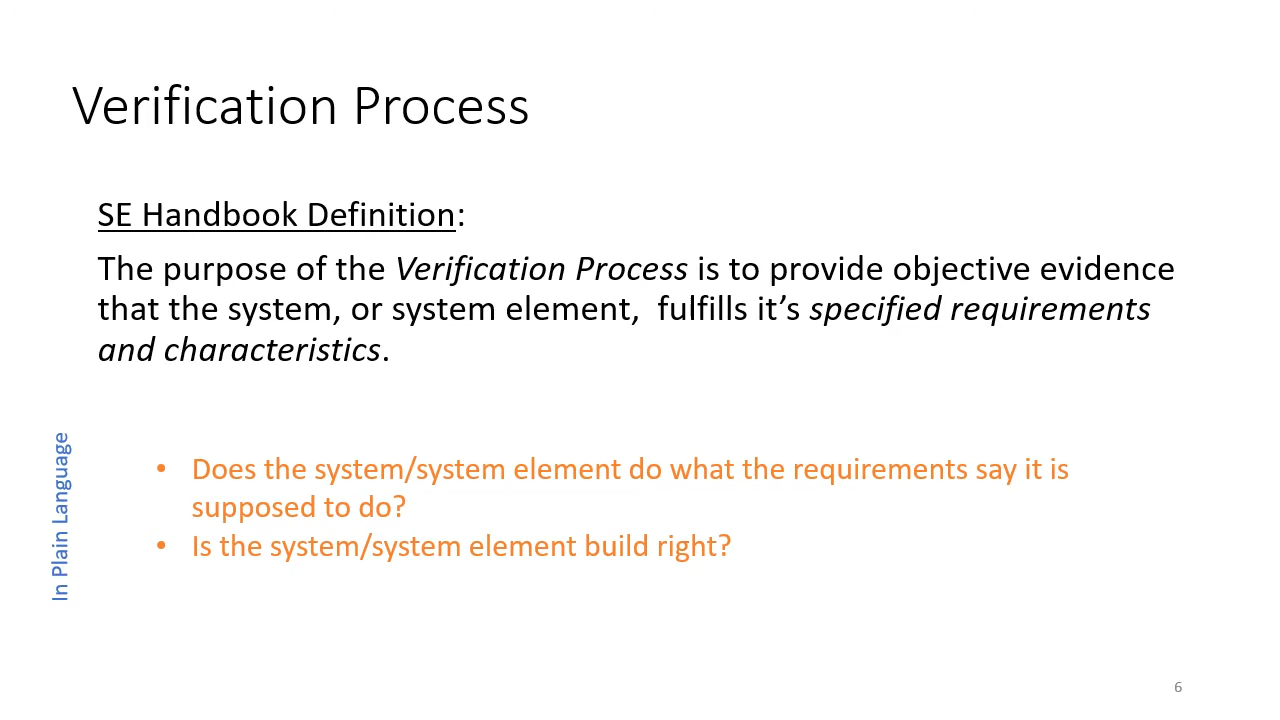 Verification Process
SE Handbook Definition:
The purpose of the Verification Process is to provide objective evidence
that the system, or system element,  fulfills it’s specified requirements
and characteristics.
In Plain Language
• Does the system/system element do what the requirements say it is
supposed to do?
• Is the system/system element build right?
6